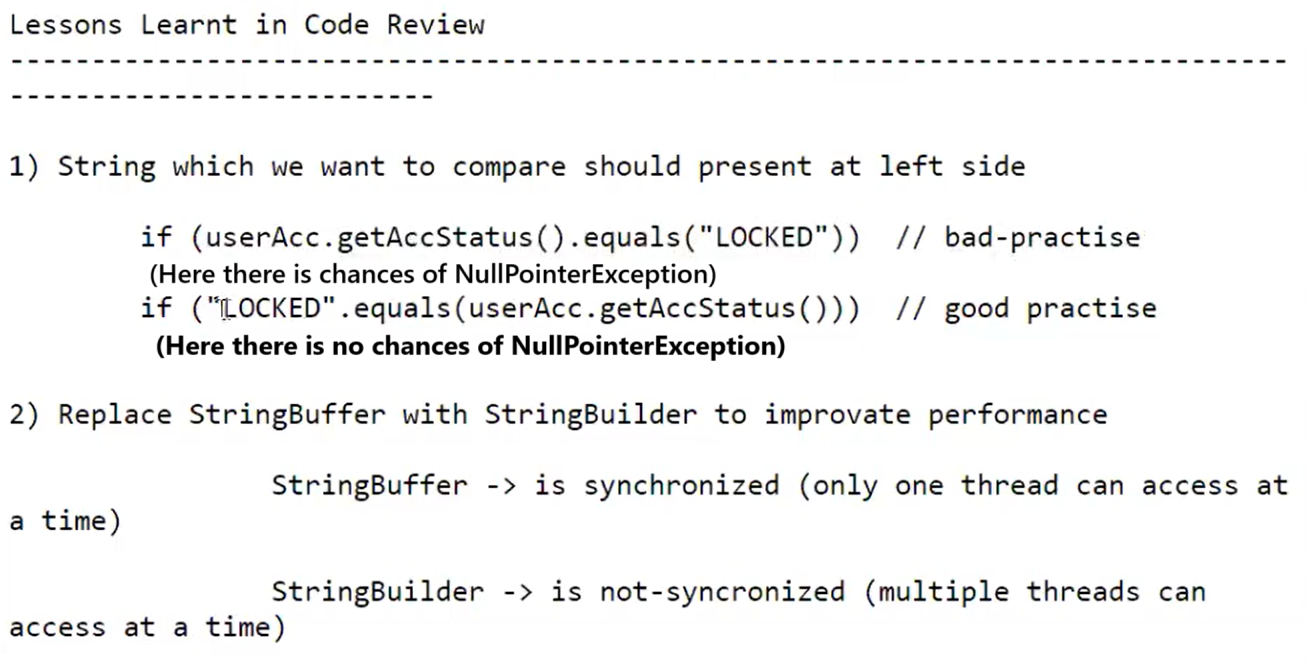 Lessons Learnt in Code Review
--------------------------------------------------------------------------------
--------------------------
1) String which we want to compare should present at left side
if (userAcc.getAccStatus().equals("LOCKED")) // bad-practise
(Here there is chances of NullPointerException)
if ("LOCKED".equals(userAcc.getAccStatus())) // good practise
(Here there is no chances of NullPointerException)
2) Replace StringBuffer with StringBuilder to improvate performance
StringBuffer -> is synchronized (only one thread can access at
a time)
StringBuilder -> is not-syncronized (multiple threads can
access at a time)